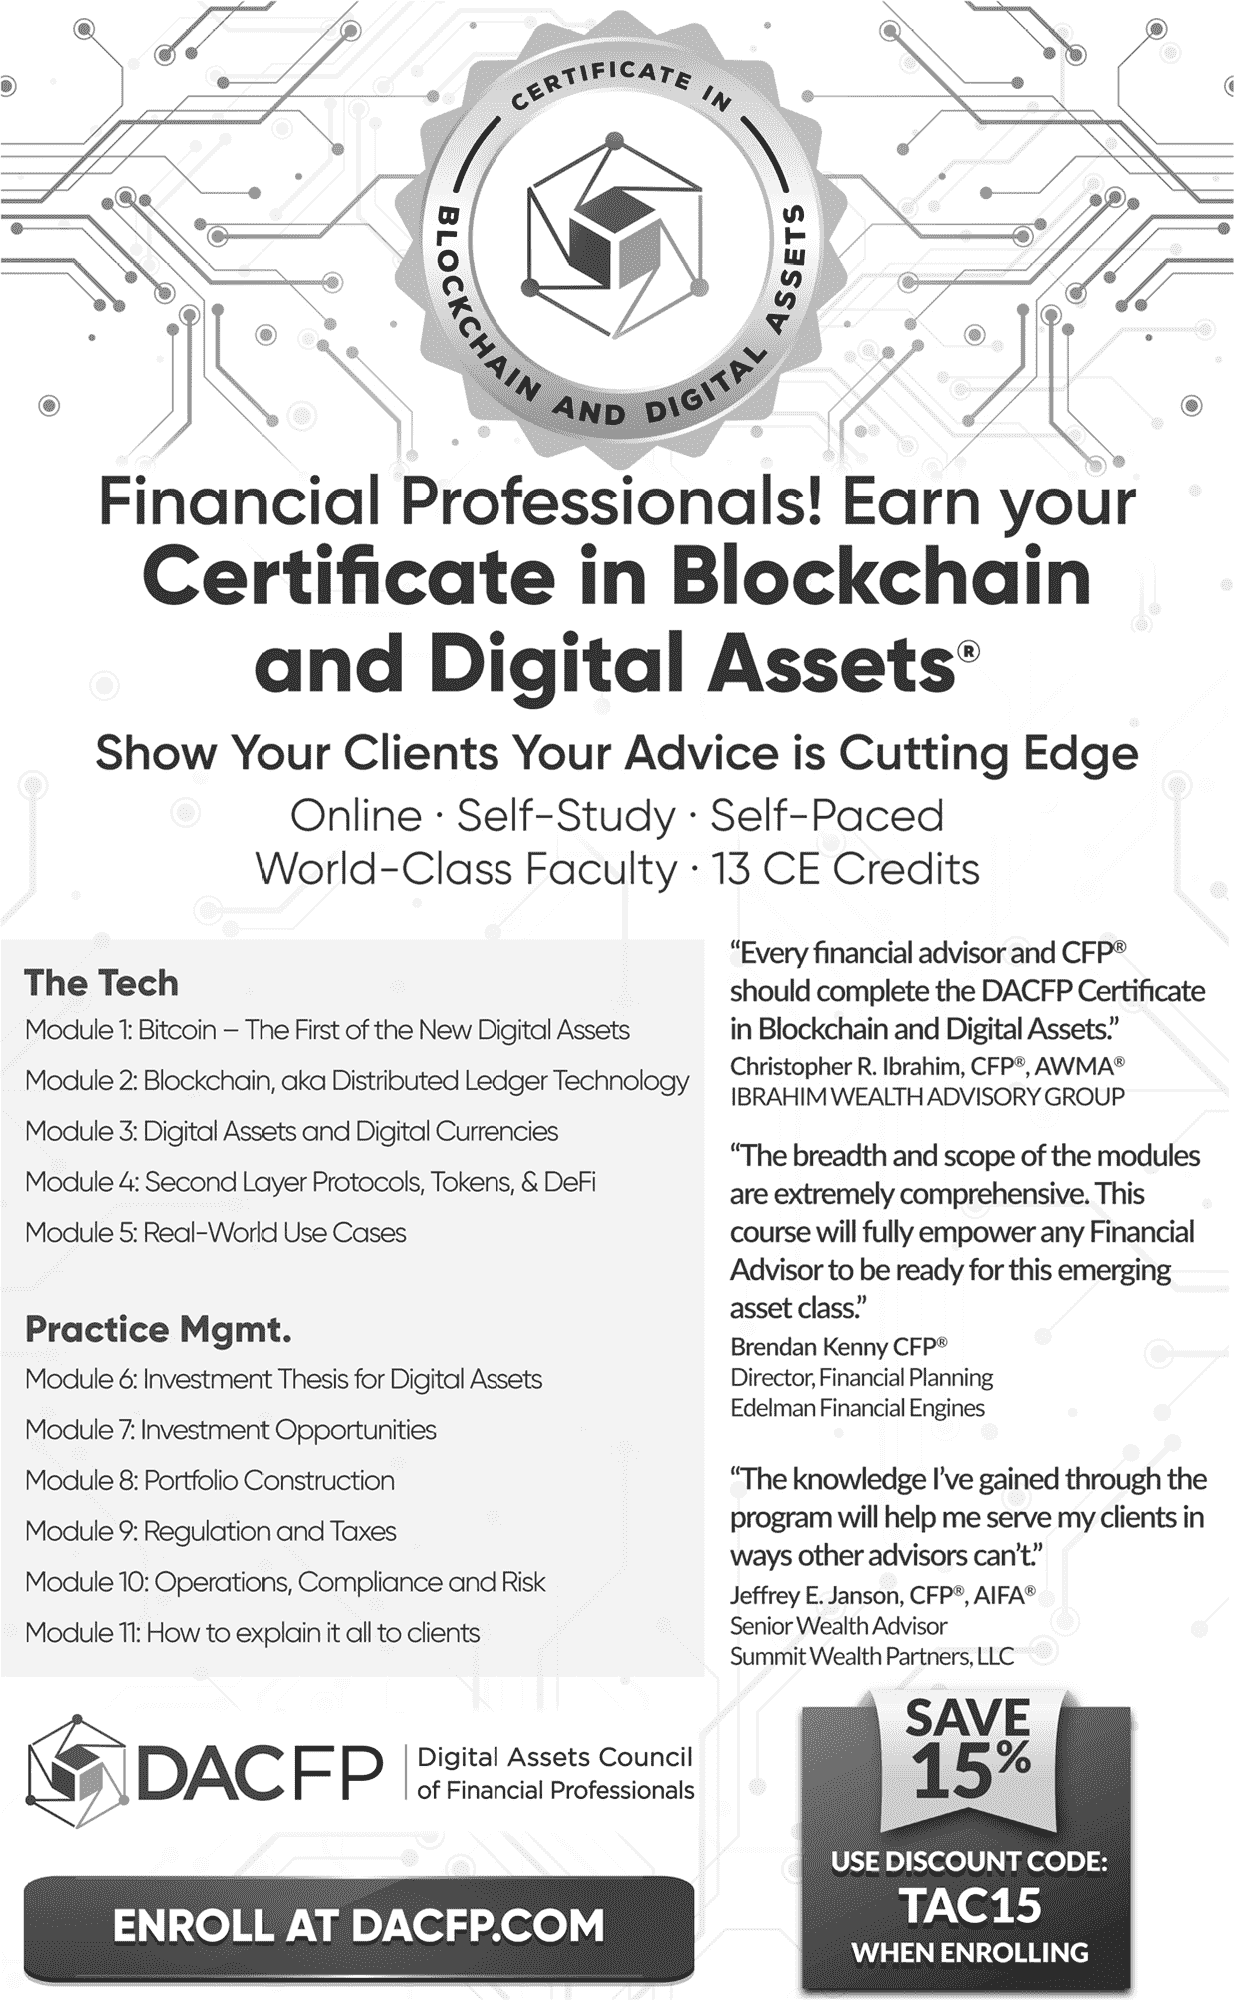 CERTIFICATE IN
BLOCKCHAIN AND DIGITAL ASSETS
Financial Professionals! Earn your
Certificate in Blockchain
and Digital Assets®
Show Your Clients Your Advice is Cutting Edge
Online · Self-Study · Self-Paced
World-Class Faculty · 13 CE Credits
The Tech
Module 1: Bitcoin – The First of the New Digital Assets
Module 2: Blockchain, aka Distributed Ledger Technology
Module 3: Digital Assets and Digital Currencies
Module 4: Second Layer Protocols, Tokens, & DeFi
Module 5: Real-World Use Cases
Practice Mgmt.
Module 6: Investment Thesis for Digital Assets
Module 7: Investment Opportunities
Module 8: Portfolio Construction
Module 9: Regulation and Taxes
Module 10: Operations, Compliance and Risk
Module 11: How to explain it all to clients
“Every financial advisor and CFP®
should complete the DACFP Certificate
in Blockchain and Digital Assets.”
Christopher R. Ibrahim, CFP®, AWMA®
IBRAHIM WEALTH ADVISORY GROUP
“The breadth and scope of the modules
are extremely comprehensive. This
course will fully empower any Financial
Advisor to be ready for this emerging
asset class.”
Brendan Kenny CFP®
Director, Financial Planning
Edelman Financial Engines
“The knowledge I’ve gained through the
program will help me serve my clients in
ways other advisors can’t.”
Jeffrey E. Janson, CFP®, AIFA®
Senior Wealth Advisor
Summit Wealth Partners, LLC
DACFP
Digital Assets Council
of Financial Professionals
ENROLL AT DACFP.COM
SAVE
15%
USE DISCOUNT CODE:
TAC15
WHEN ENROLLING